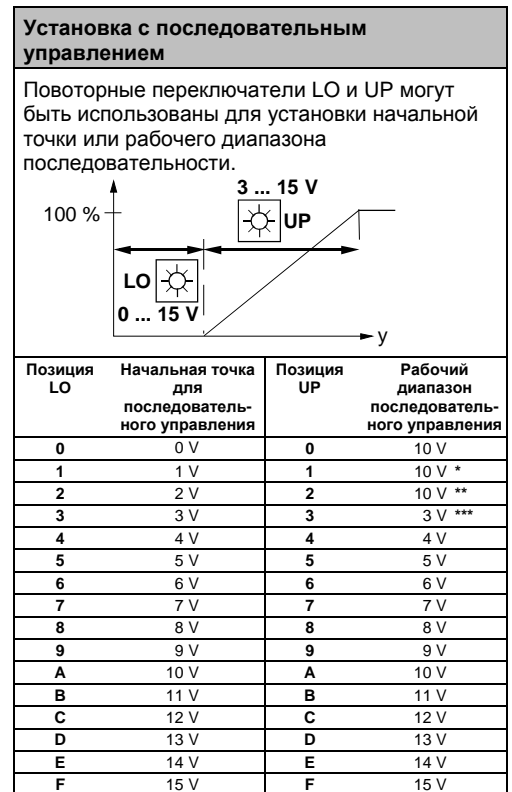 Установка с последовательным
управлением
Повоторные переключатели LO и UP могут
быть использованы для установки начальной
точки или рабочего диапазона
последовательности.
3 ... 15 V
100 %
UP
LO
0 ... 15 V
y
Позиция LO Начальная точка для последователь-ного управления Позиция UP Рабочий диапазон последователь-ного управления
0 0 V 0 10 V
1 1 V 1 10 V *
2 2 V 2 10 V **
3 3 V 3 3 V ***
4 4 V 4 4 V
5 5 V 5 5 V
6 6 V 6 6 V
7 7 V 7 7 V
8 8 V 8 8 V
9 9 V 9 9 V
A 10 V A 10 V
B 11 V B 11 V
C 12 V C 12 V
D 13 V D 13 V
E 14 V E 14 V
F 15 V F 15 V